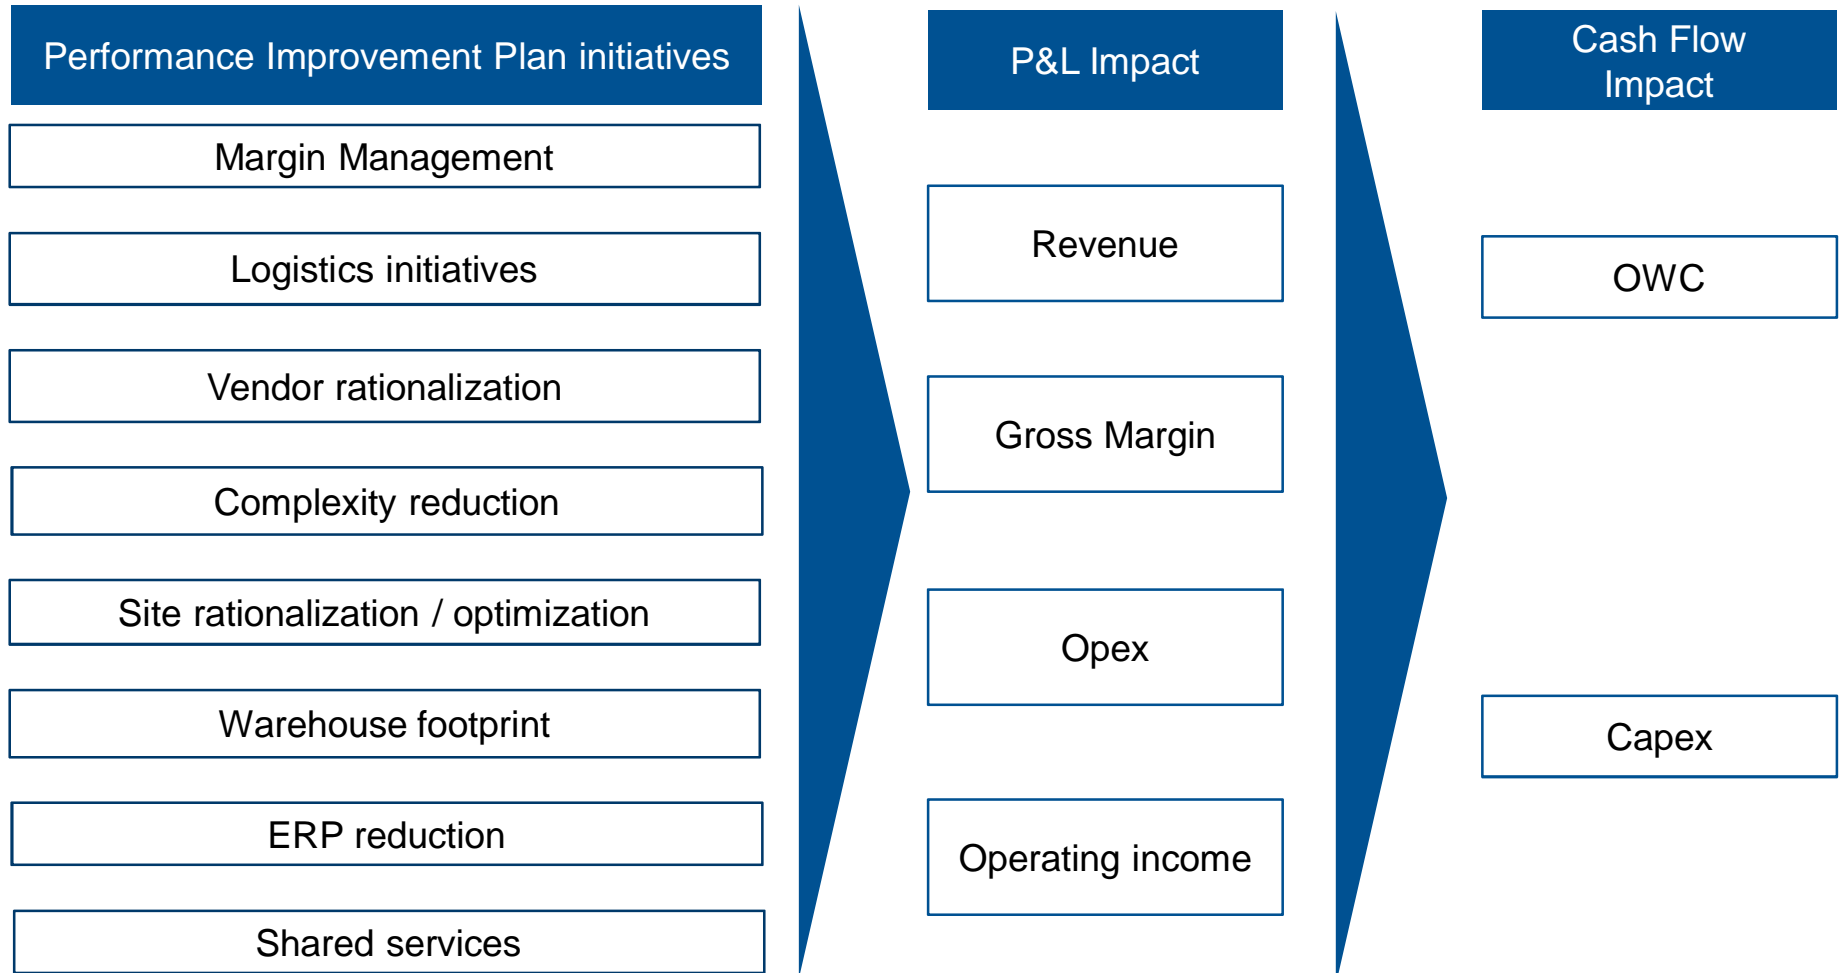 Performance Improvement Plan initiatives
Margin Management
Logistics initiatives
Vendor rationalization
Complexity reduction
Site rationalization / optimization
Warehouse footprint
ERP reduction
Shared services
P&L Impact
Revenue
Gross Margin
Opex
Operating income
Cash Flow
Impact
OWC
Capex